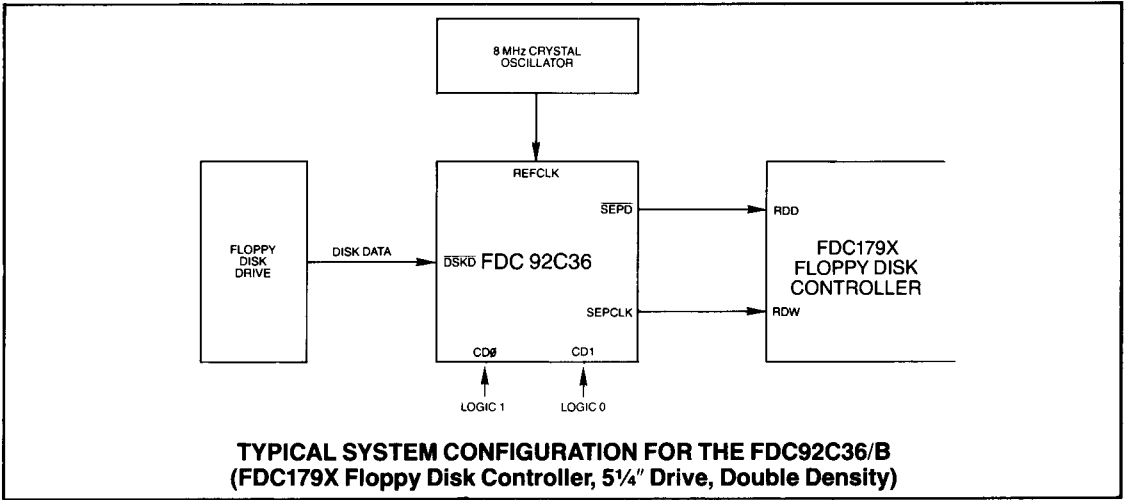 8 MHz CRYSTAL
OSCILLATOR
REFCLK
SEPD
RDD
FLOPPY
DISK
DRIVE
DISK DATA
DSKD
FDC 92C36
FDC179X
FLOPPY DISK
CONTROLLER
SEPCLK
RDW
CD0
CD1
LOGIC 1
LOGIC 0
TYPICAL SYSTEM CONFIGURATION FOR THE FDC92C36/B
(FDC179X Floppy Disk Controller, 5¼″ Drive, Double Density)